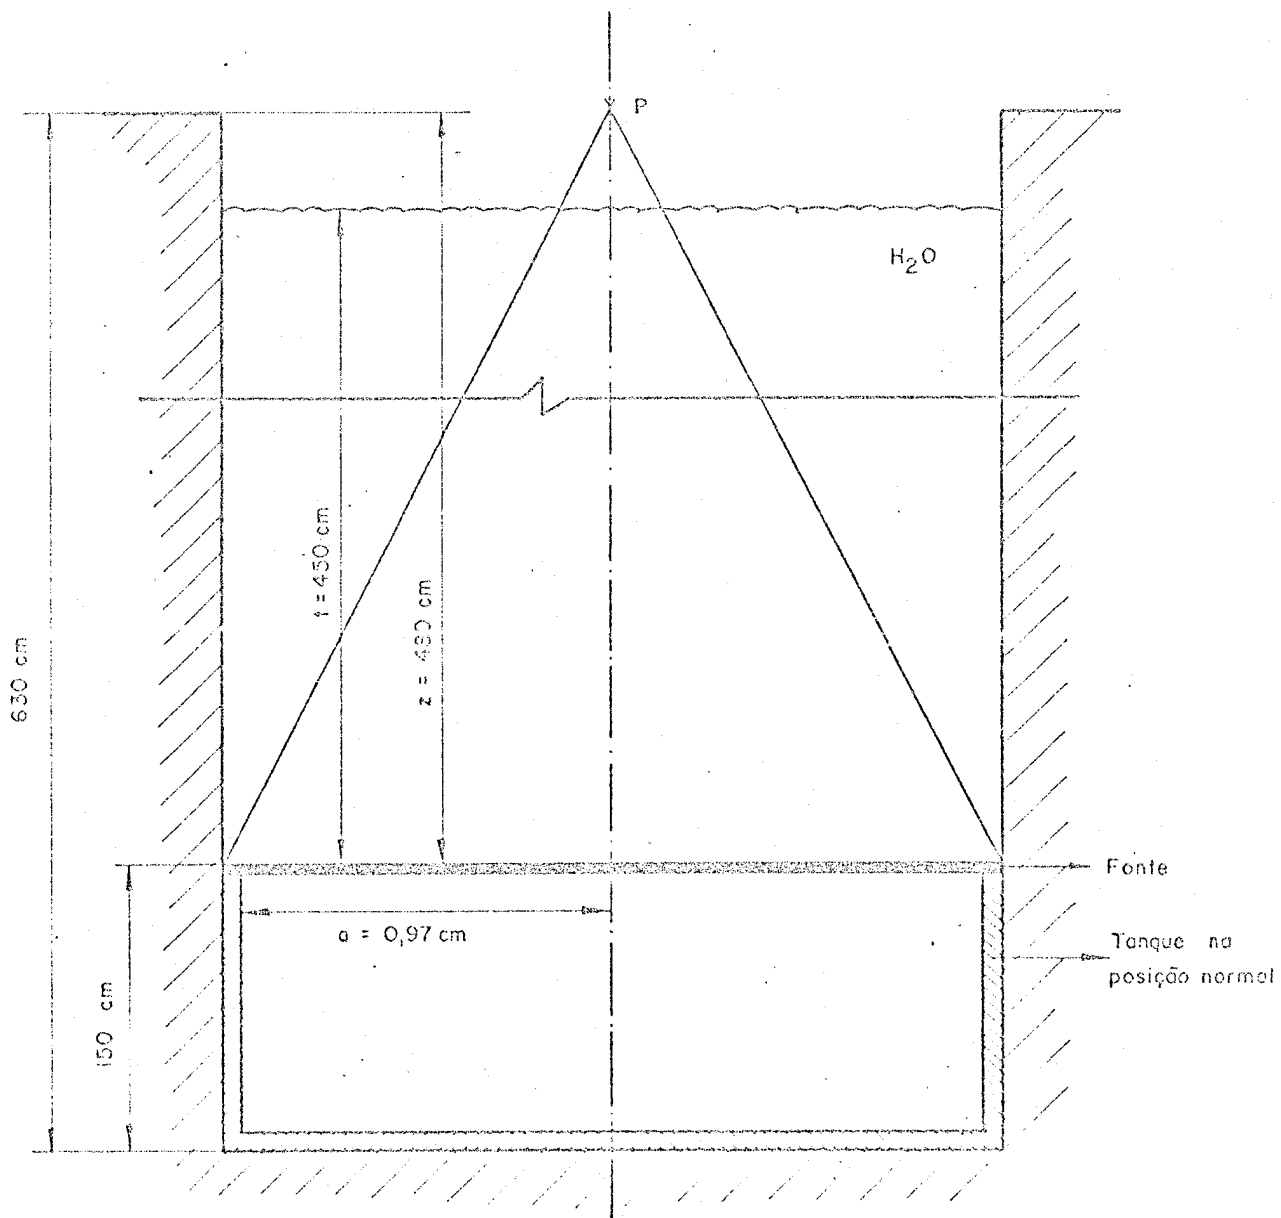 P
H₂O
t = 450 cm
z = 480 cm
630 cm
Fonte
a = 0,97 cm
Tanque na
posição normal
150 cm